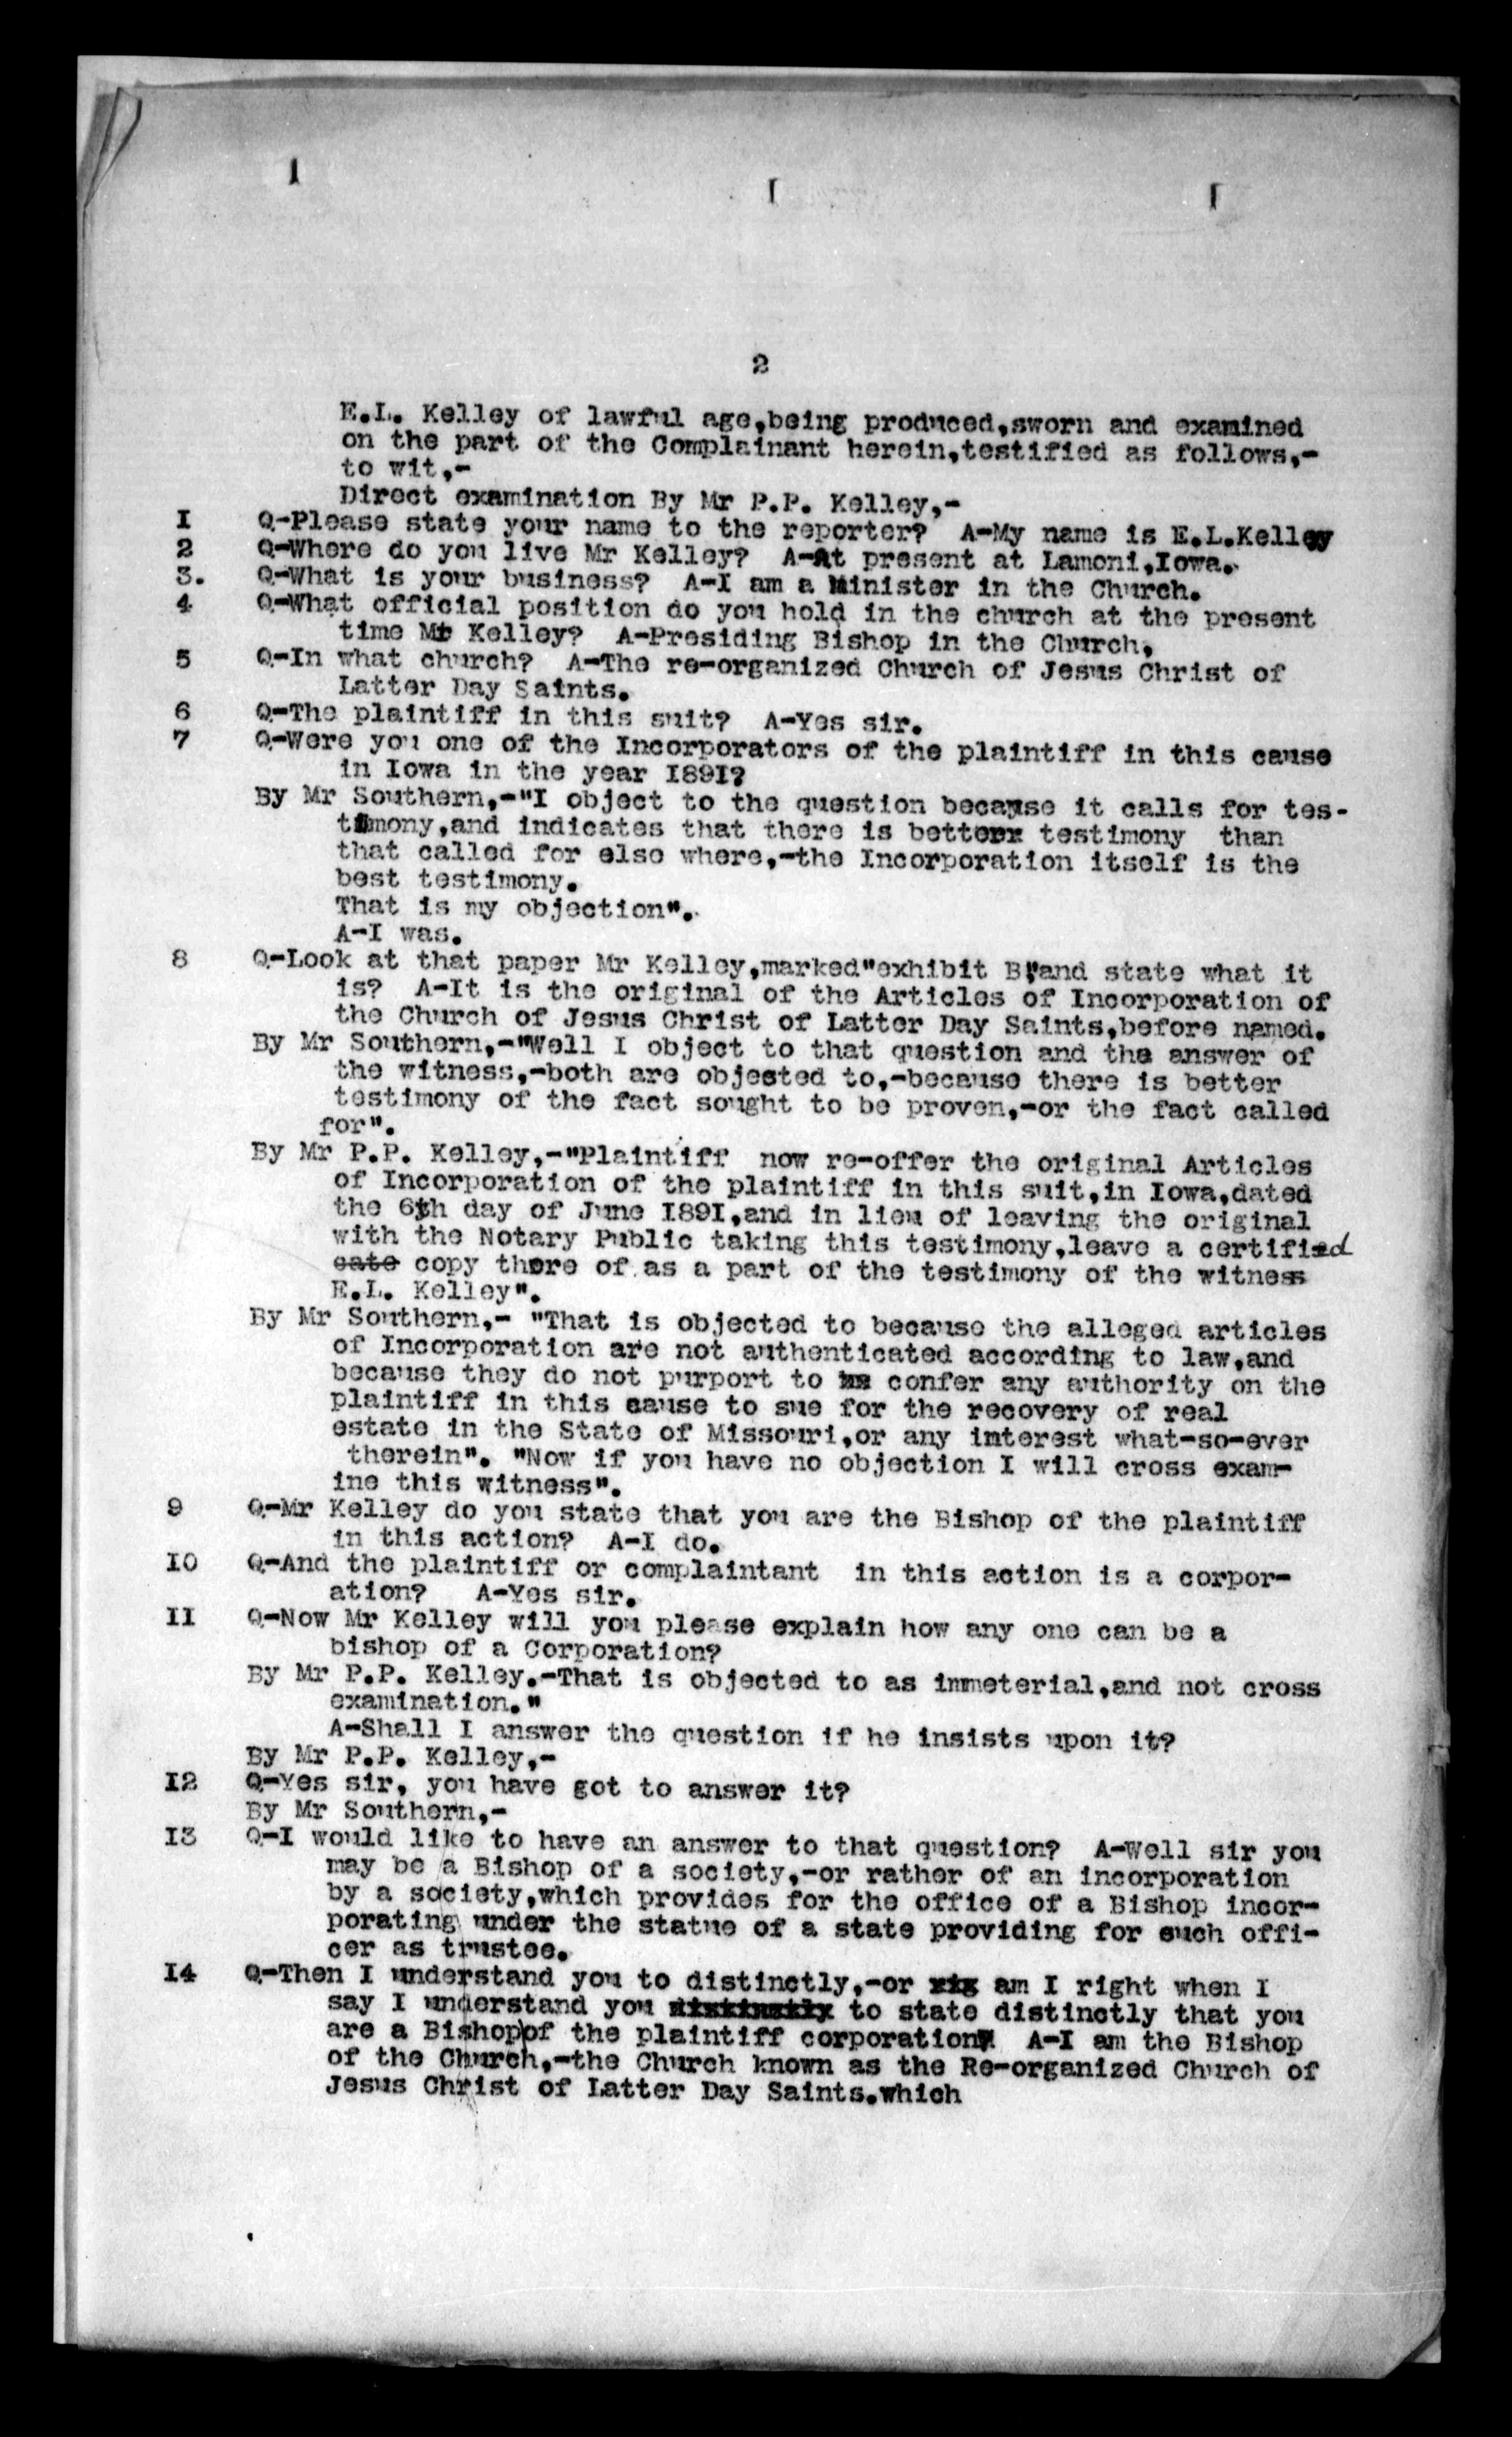 2
E.L. Kelley of lawful age,being produced,sworn and examined
on the part of the Complainant herein,testified as follows,-
to wit,-
Direct examination By Mr P.P. Kelley,-
I Q-Please state your name to the reporter? A-My name is E.L.Kelley
2 Q-Where do you live Mr Kelley? A-At present at Lamoni,Iowa.
3. Q-What is your business? A-I am a Minister in the Church.
4 Q-What official position do you hold in the church at the present
time Mr Kelley? A-Presiding Bishop in the Church.
5 Q-In what church? A-The re-organized Church of Jesus Christ of
Latter Day Saints.
6 Q-The plaintiff in this suit? A-Yes sir.
7 Q-Were you one of the Incorporators of the plaintiff in this cause
in Iowa in the year I89I?
By Mr Southern,-"I object to the question because it calls for tes-
timony,and indicates that there is better testimony than
that called for else where,-the Incorporation itself is the
best testimony.
That is my objection".
A-I was.
8 Q-Look at that paper Mr Kelley,marked"exhibit B"and state what it
is? A-It is the original of the Articles of Incorporation of
the Church of Jesus Christ of Latter Day Saints,before named.
By Mr Southern,-"Well I object to that question and the answer of
the witness,-both are objected to,-because there is better
testimony of the fact sought to be proven,-or the fact called
for".
By Mr P.P. Kelley,-"Plaintiff now re-offer the original Articles
of Incorporation of the plaintiff in this suit,in Iowa,dated
the 6th day of June I89I,and in lieu of leaving the original
with the Notary Public taking this testimony,leave a certified
cate copy there of as a part of the testimony of the witness
E.L. Kelley".
By Mr Southern,- "That is objected to because the alleged articles
of Incorporation are not authenticated according to law,and
because they do not purport to confer any authority on the
plaintiff in this cause to sue for the recovery of real
estate in the State of Missouri,or any interest what-so-ever
therein". "Now if you have no objection I will cross exam-
ine this witness".
9 Q-Mr Kelley do you state that you are the Bishop of the plaintiff
in this action? A-I do.
IO Q-And the plaintiff or complaintant in this action is a corpor-
ation? A-Yes sir.
II Q-Now Mr Kelley will you please explain how any one can be a
bishop of a Corporation?
By Mr P.P. Kelley.-That is objected to as immeterial,and not cross
examination."
A-Shall I answer the question if he insists upon it?
By Mr P.P. Kelley,-
I2 Q-Yes sir, you have got to answer it?
By Mr Southern,-
I3 Q-I would like to have an answer to that question? A-Well sir you
may be a Bishop of a society,-or rather of an incorporation
by a society,which provides for the office of a Bishop incor-
porating under the statue of a state providing for such offi-
cer as trustee.
I4 Q-Then I understand you to distinctly,-or am I right when I
say I understand you to state distinctly that you
are a Bishop of the plaintiff corporation? A-I am the Bishop
of the Church,-the Church known as the Re-organized Church of
Jesus Christ of Latter Day Saints.which